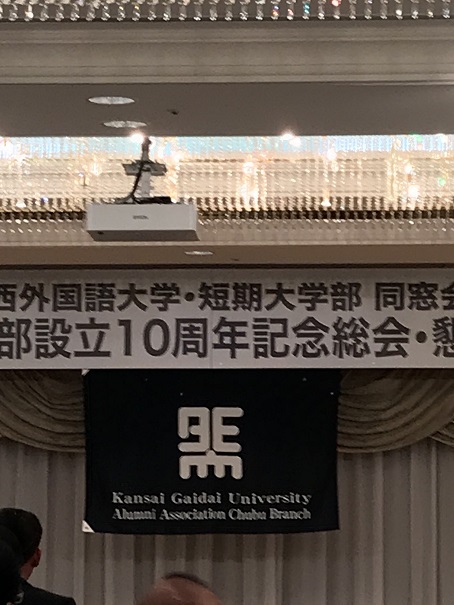 西外国語大学・短期大学部 同窓会
部設立10周年記念総会・懇
Kansai Gaidai University
Alumni Association Chubu Branch